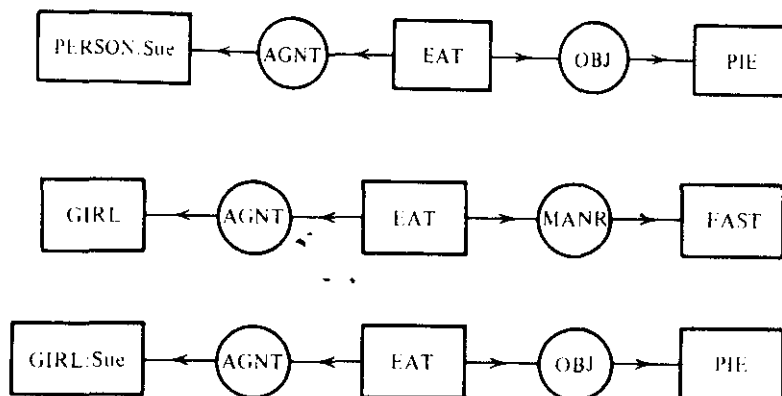 PERSON:Sue AGNT EAT OBJ PIE
GIRL AGNT EAT MANR FAST
GIRL:Sue AGNT EAT OBJ PIE